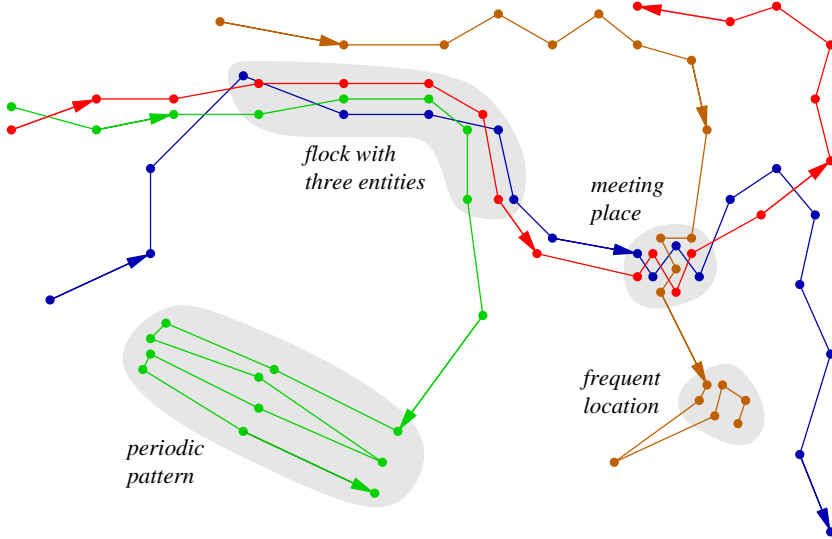 flock with
three entities
meeting
place
frequent
location
periodic
pattern